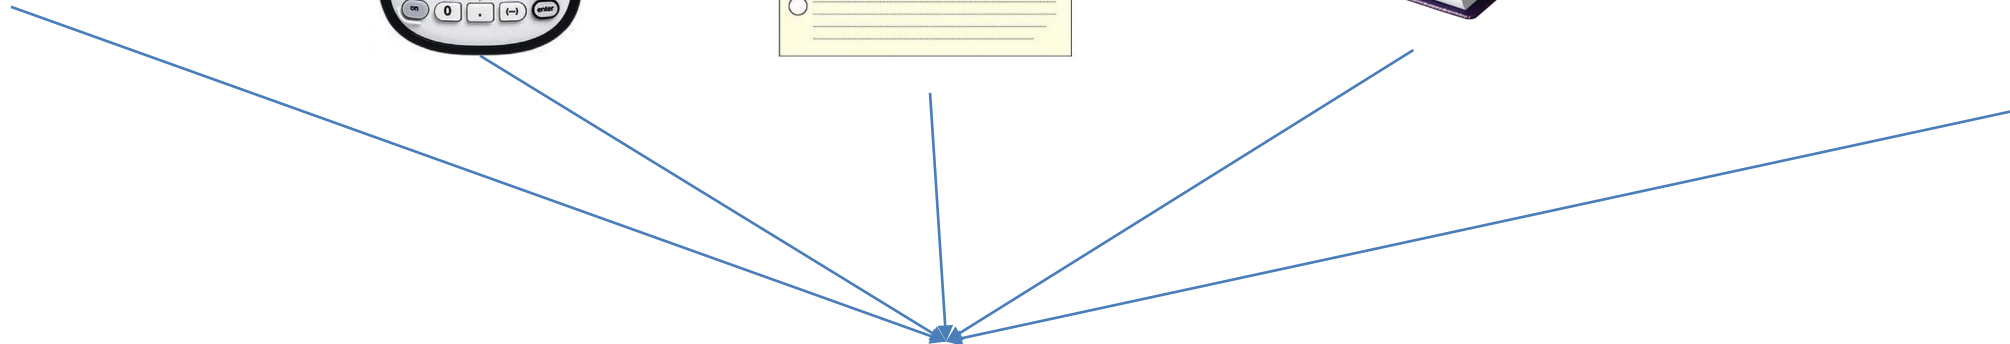 on 0 . (–) enter